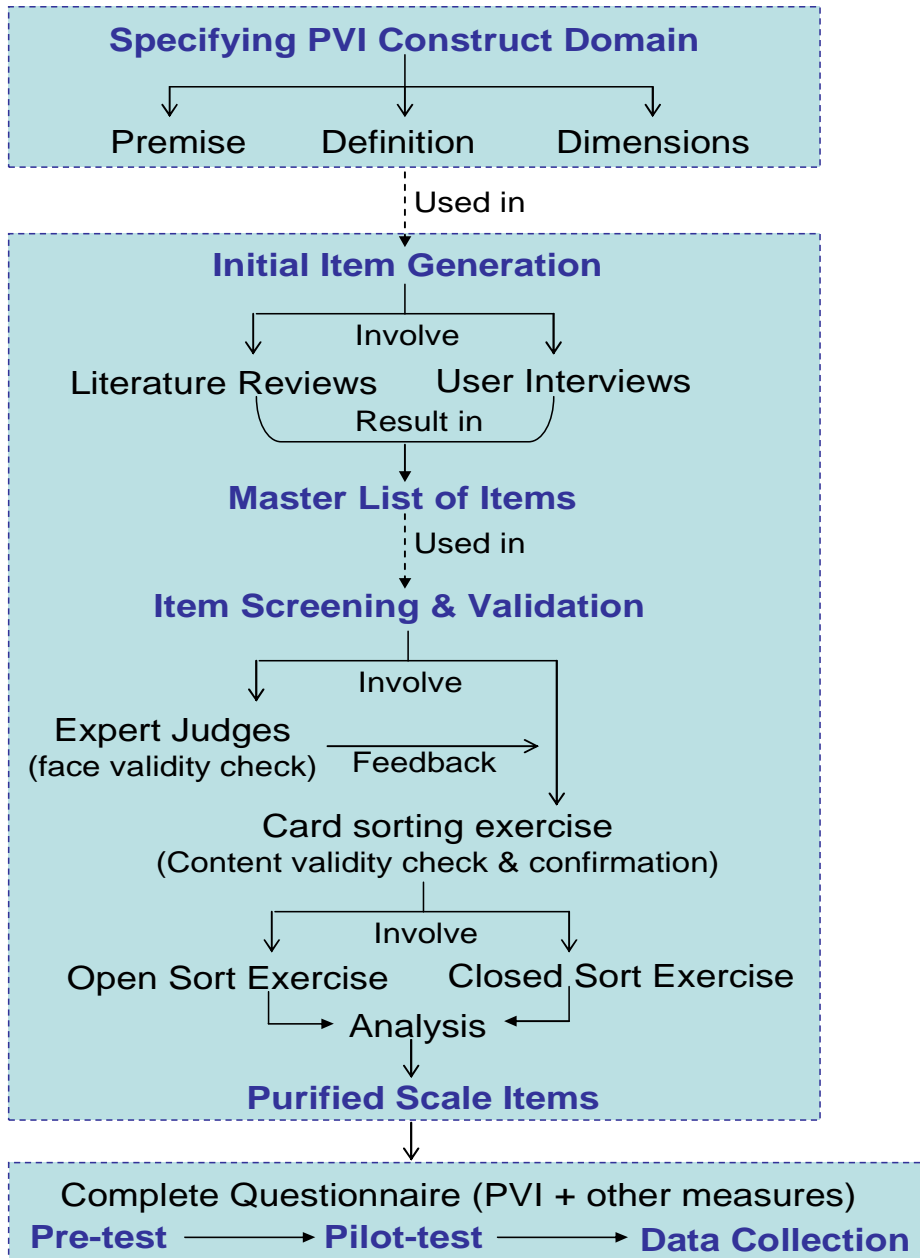 Specifying PVI Construct Domain
Premise Definition Dimensions
Used in
Initial Item Generation
Involve
Literature Reviews User Interviews
Result in
Master List of Items
Used in
Item Screening & Validation
Involve
Expert Judges
(face validity check)
Feedback
Card sorting exercise
(Content validity check & confirmation)
Involve
Open Sort Exercise Closed Sort Exercise
Analysis
Purified Scale Items
Complete Questionnaire (PVI + other measures)
Pre-test Pilot-test Data Collection